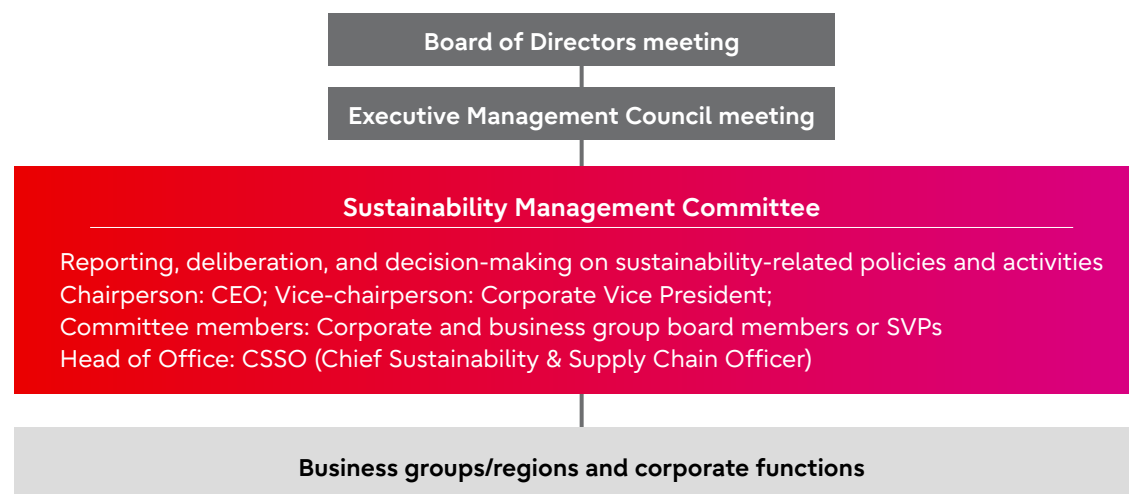 Board of Directors meeting
Executive Management Council meeting
Sustainability Management Committee
Reporting, deliberation, and decision-making on sustainability-related policies and activities
Chairperson: CEO; Vice-chairperson: Corporate Vice President;
Committee members: Corporate and business group board members or SVPs
Head of Office: CSSO (Chief Sustainability & Supply Chain Officer)
Business groups/regions and corporate functions